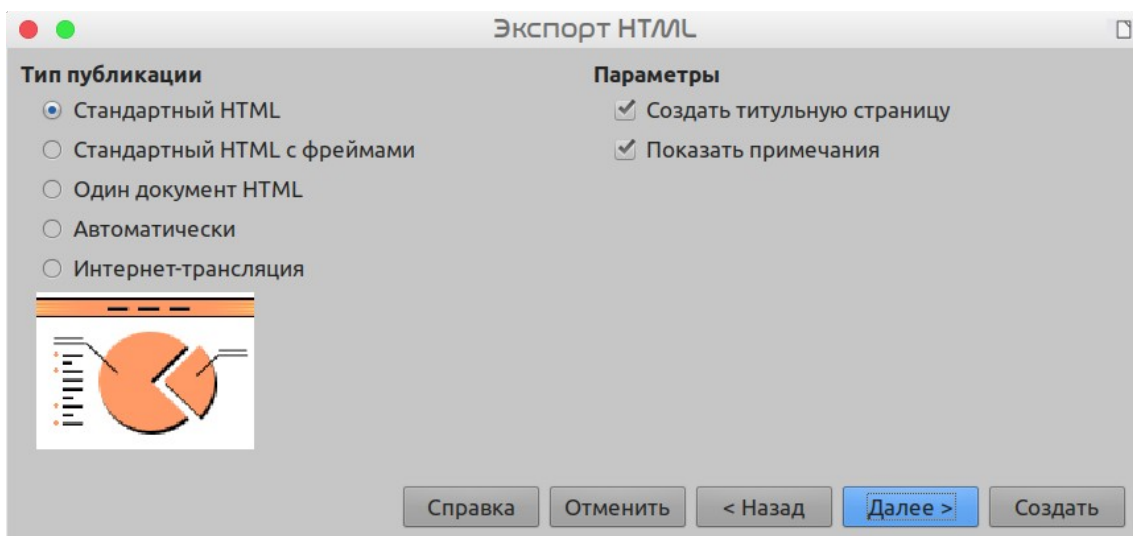 Экспорт HTML
Тип публикации
Стандартный HTML
Стандартный HTML с фреймами
Один документ HTML
Автоматически
Интернет-трансляция
Параметры
Создать титульную страницу
Показать примечания
Справка
Отменить
< Назад
Далее >
Создать